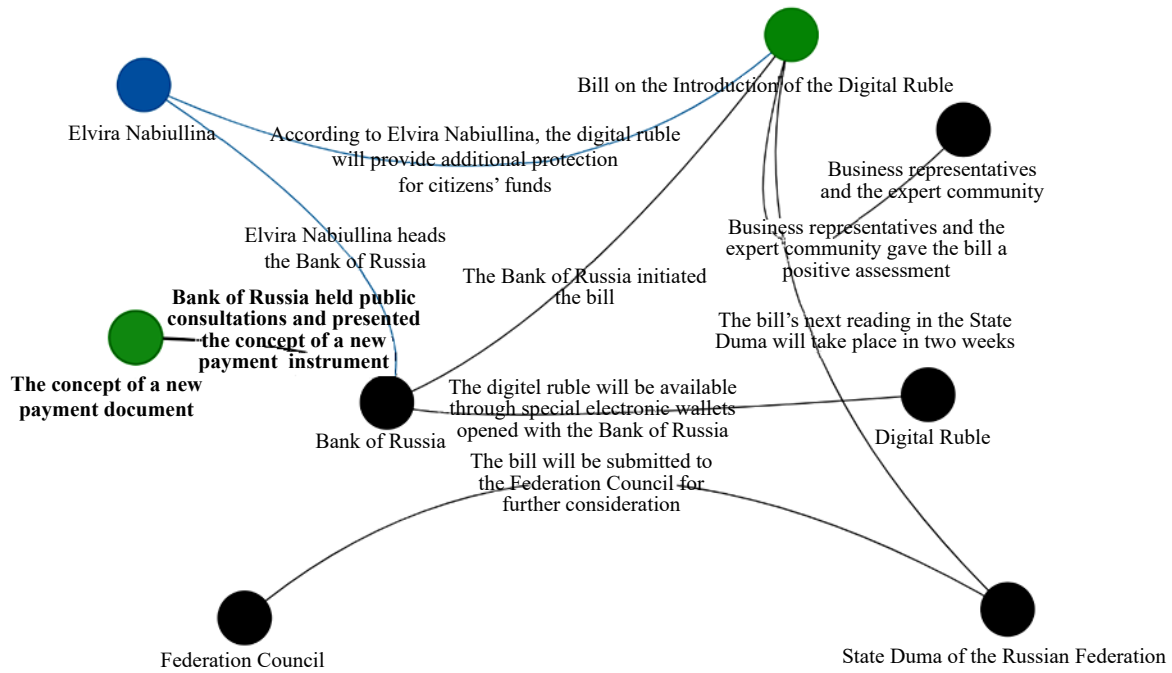 Bill on the Introduction of the Digital Ruble
Elvira Nabiullina
According to Elvira Nabiullina, the digital ruble
will provide additional protection
for citizens’ funds
Business representatives
and the expert community
Business representatives and the
expert community gave the bill a
positive assessment
Elvira Nabiullina heads
the Bank of Russia
The Bank of Russia initiated
the bill
Bank of Russia held public
consultations and presented
the concept of a new
payment instrument
The bill’s next reading in the State
Duma will take place in two weeks
The concept of a new
payment document
The digitel ruble will be available
through special electronic wallets
opened with the Bank of Russia
Bank of Russia
Digital Ruble
The bill will be submitted to
the Federation Council for
further consideration
Federation Council
State Duma of the Russian Federation